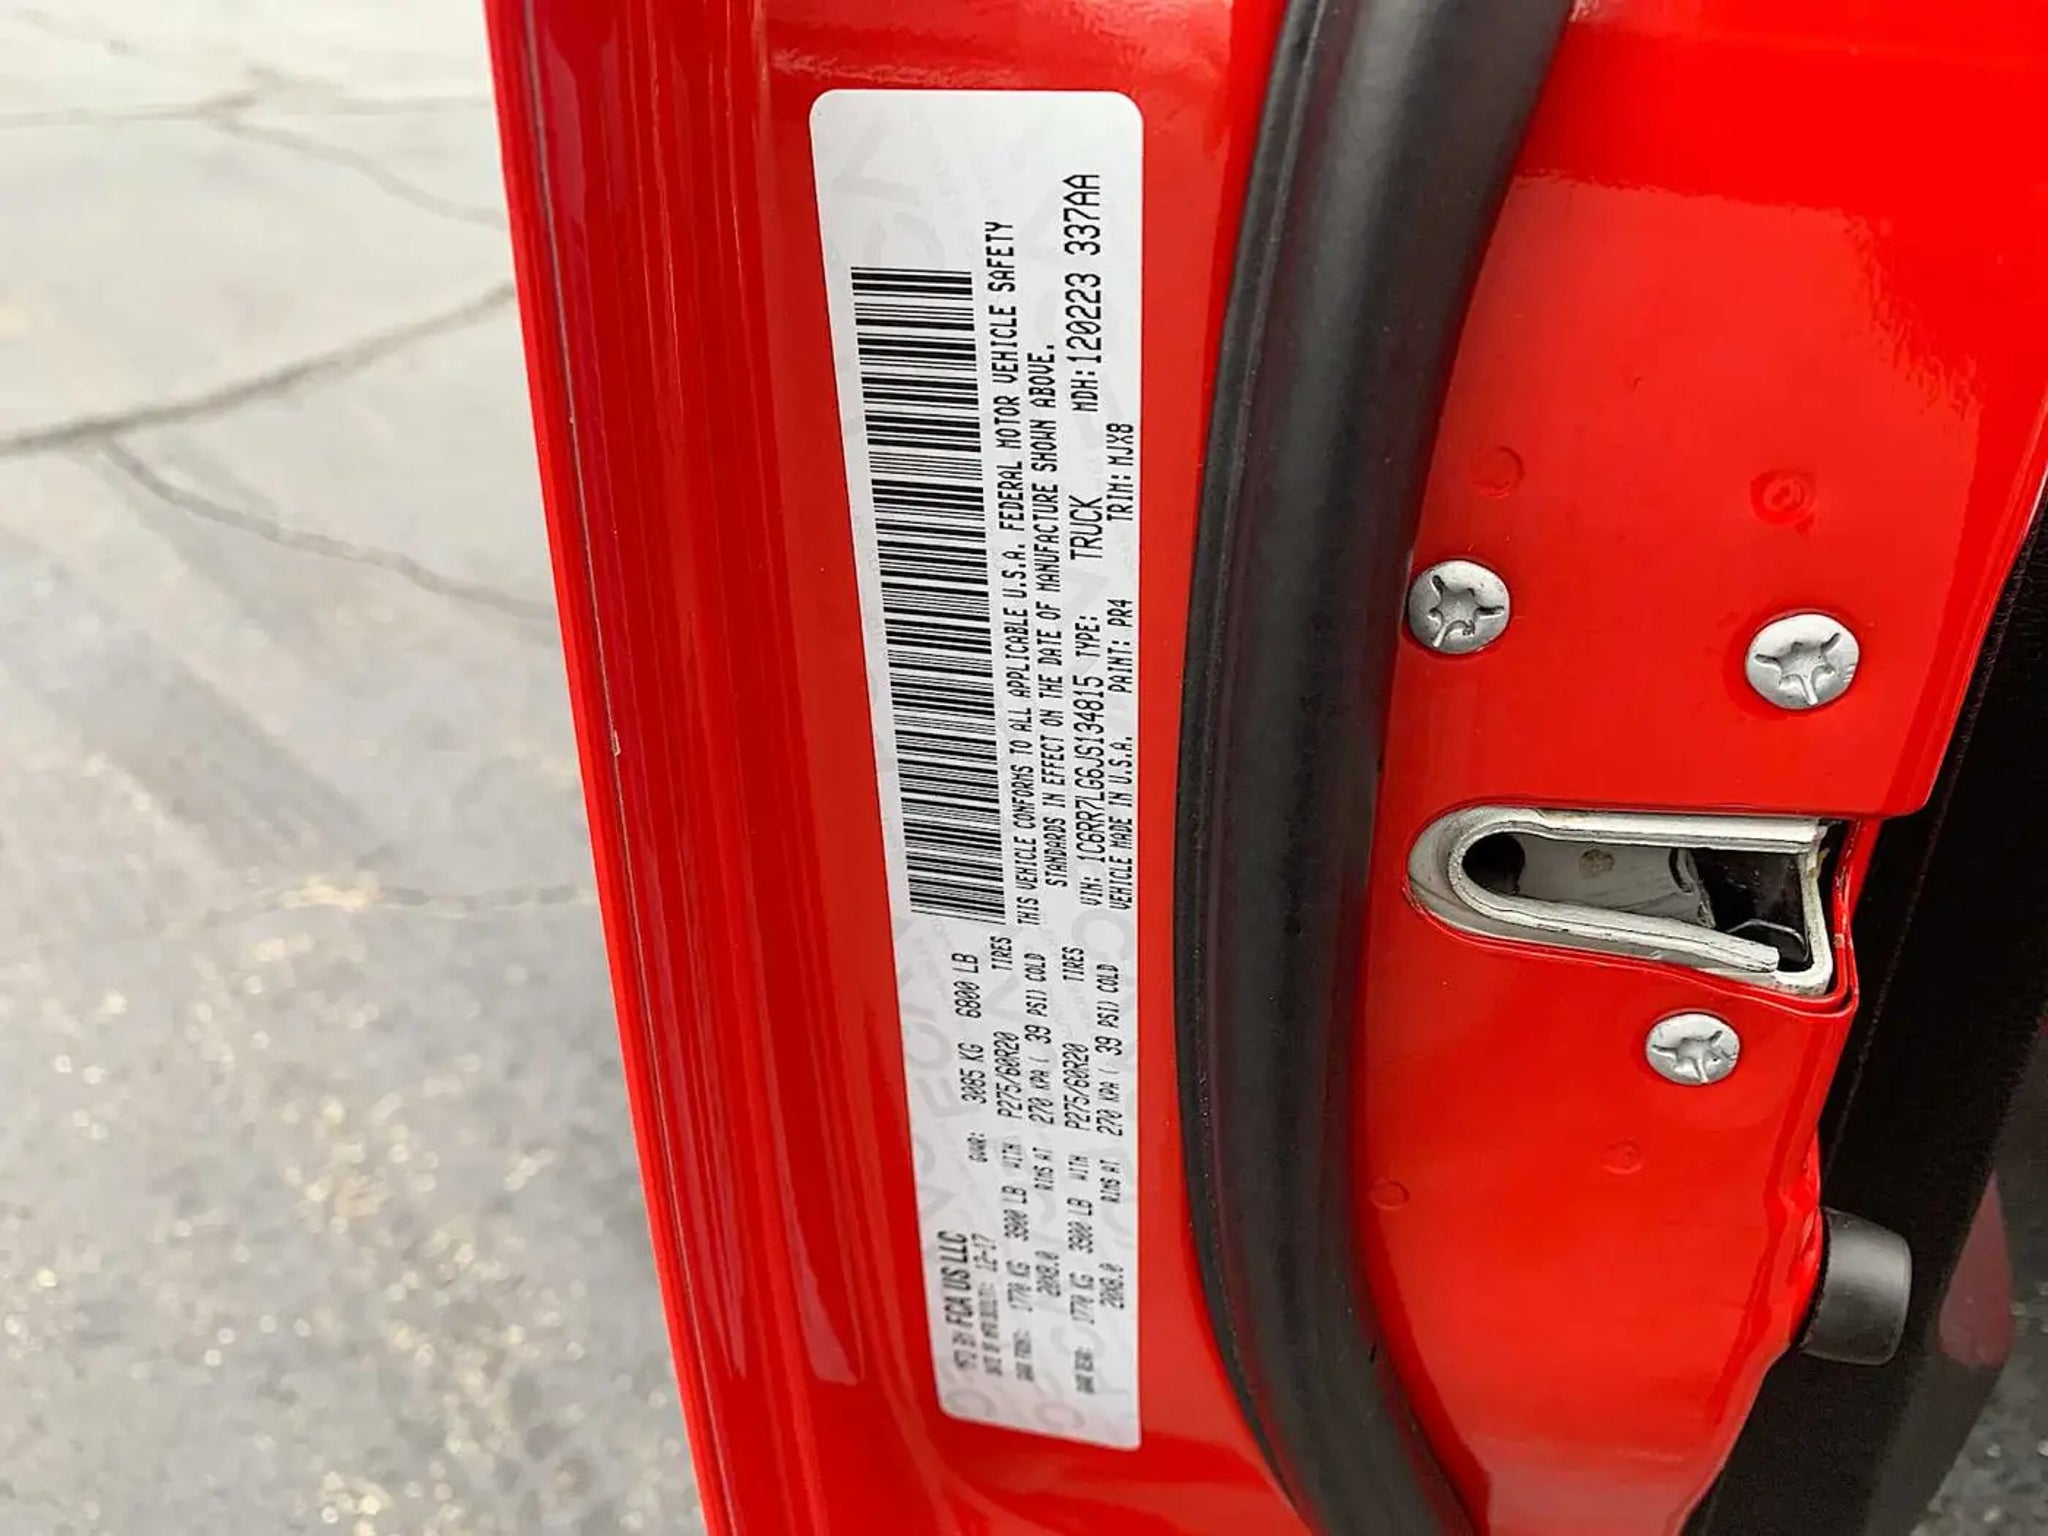 MFD BY FCA US LLC
DATE OF MFR: 12-17 GVWR: 3085 KG 6800 LB
GAWR FRONT: 1770 KG 3900 LB WITH P275/60R20 TIRES
20X8.0 RIMS AT 270 KPA ( 39 PSI) COLD
GAWR REAR: 1770 KG 3900 LB WITH P275/60R20 TIRES
20X8.0 RIMS AT 270 KPA ( 39 PSI) COLD
THIS VEHICLE CONFORMS TO ALL APPLICABLE U.S.A. FEDERAL MOTOR VEHICLE SAFETY
STANDARDS IN EFFECT ON THE DATE OF MANUFACTURE SHOWN ABOVE.
VIN: 1C6RR7LG6JS134815 TYPE: TRUCK MDH: 120223 337AA
VEHICLE MADE IN U.S.A. PAINT: PR4 TRIM: MJX8